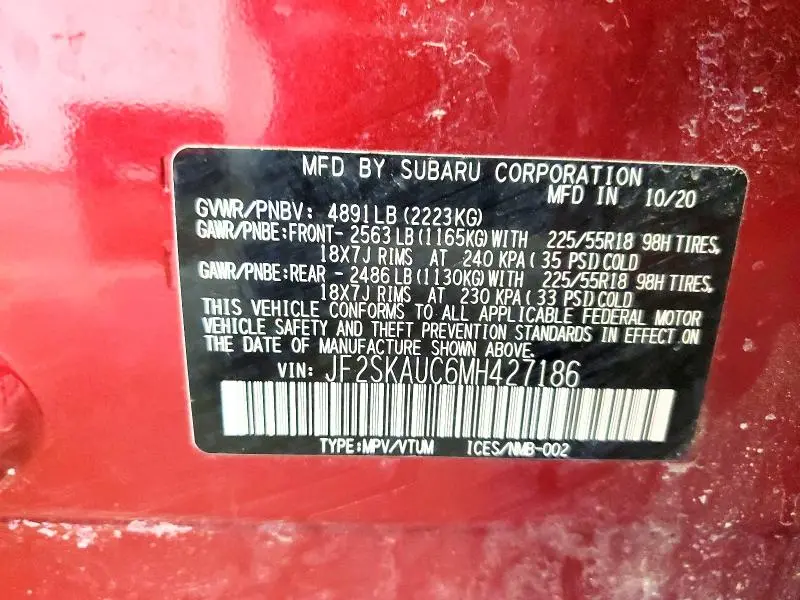 MFD BY SUBARU CORPORATION
MFD IN 10/20
GVWR/PNBV: 4891LB (2223KG)
GAWR/PNBE:FRONT- 2563LB (1165KG) WITH 225/55R18 98H TIRES,
18X7J RIMS AT 240 KPA( 35 PSI) COLD
GAWR/PNBE:REAR - 2486LB (1130KG) WITH 225/55R18 98H TIRES,
18X7J RIMS AT 230 KPA( 33 PSI) COLD
THIS VEHICLE CONFORMS TO ALL APPLICABLE FEDERAL MOTOR
VEHICLE SAFETY AND THEFT PREVENTION STANDARDS IN EFFECT ON
THE DATE OF MANUFACTURE SHOWN ABOVE.
VIN: JF2SKAUC6MH427186
TYPE:MPV/VTUM ICES/NMB-002